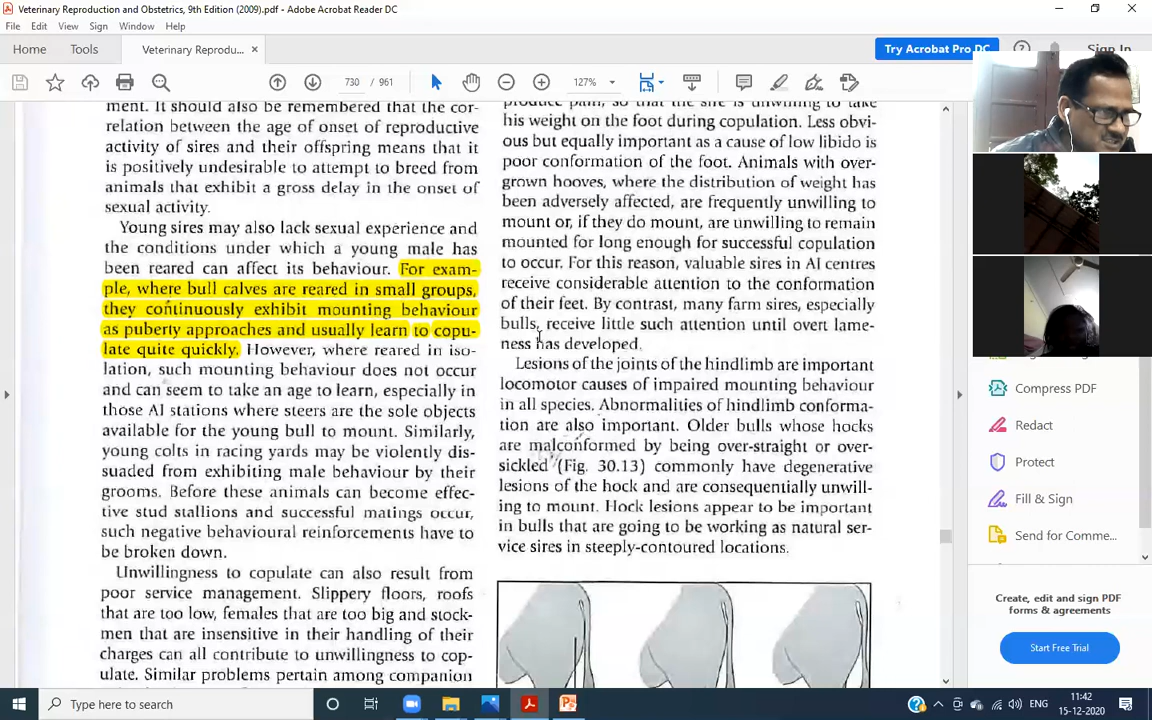 Veterinary Reproduction and Obstetrics, 9th Edition (2009).pdf - Adobe Acrobat Reader DC
File Edit View Sign Window Help
Home Tools Veterinary Reprodu... × Try Acrobat Pro DC Sign In
730 / 961 127%
ment. It should also be remembered that the cor-
relation between the age of onset of reproductive
activity of sires and their offspring means that it
is positively undesirable to attempt to breed from
animals that exhibit a gross delay in the onset of
sexual activity.
Young sires may also lack sexual experience and
the conditions under which a young male has
been reared can affect its behaviour. For exam-
ple, where bull calves are reared in small groups,
they continuously exhibit mounting behaviour
as puberty approaches and usually learn to copu-
late quite quickly. However, where reared in iso-
lation, such mounting behaviour does not occur
and can seem to take an age to learn, especially in
those AI stations where steers are the sole objects
available for the young bull to mount. Similarly,
young colts in racing yards may be violently dis-
suaded from exhibiting male behaviour by their
grooms. Before these animals can become effec-
tive stud stallions and successful matings occur,
such negative behavioural reinforcements have to
be broken down.
Unwillingness to copulate can also result from
poor service management. Slippery floors, roofs
that are too low, females that are too big and stock-
men that are insensitive in their handling of their
charges can all contribute to unwillingness to cop-
ulate. Similar problems pertain among companion
produce pain, so that the sire is unwilling to take
his weight on the foot during copulation. Less obvi-
ous but equally important as a cause of low libido is
poor conformation of the foot. Animals with over-
grown hooves, where the distribution of weight has
been adversely affected, are frequently unwilling to
mount or, if they do mount, are unwilling to remain
mounted for long enough for successful copulation
to occur. For this reason, valuable sires in AI centres
receive considerable attention to the conformation
of their feet. By contrast, many farm sires, especially
bulls, receive little such attention until overt lame-
ness has developed.
Lesions of the joints of the hindlimb are important
locomotor causes of impaired mounting behaviour
in all species. Abnormalities of hindlimb conforma-
tion are also important. Older bulls whose hocks
are malconformed by being over-straight or over-
sickled (Fig. 30.13) commonly have degenerative
lesions of the hock and are consequentially unwill-
ing to mount. Hock lesions appear to be important
in bulls that are going to be working as natural ser-
vice sires in steeply-contoured locations.
Compress PDF
Redact
Protect
Fill & Sign
Send for Comme...
Create, edit and sign PDF
forms & agreements
Start Free Trial
Type here to search
ENG
11:42
15-12-2020